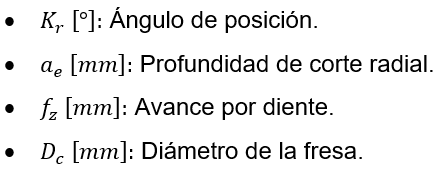 • K_r [°]: Ángulo de posición.
• a_e [mm]: Profundidad de corte radial.
• f_z [mm]: Avance por diente.
• D_c [mm]: Diámetro de la fresa.